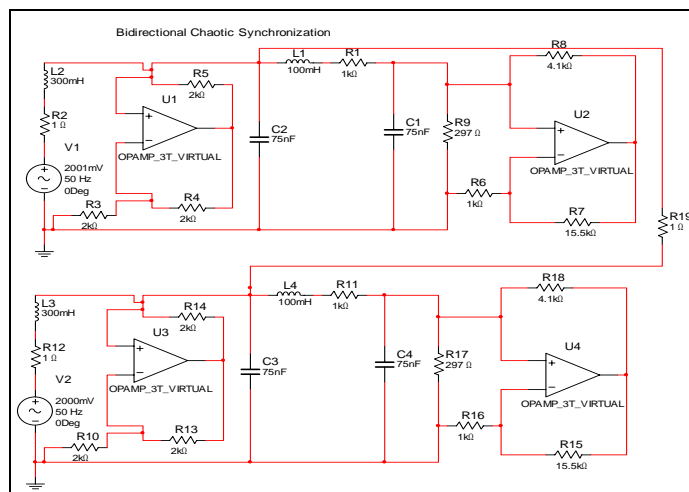 Bidirectional Chaotic Synchronization
L2
300mH
R2
1 Ω
V1
2001mV
50 Hz
0Deg
R3
2kΩ
U1
OPAMP_3T_VIRTUAL
R5
2kΩ
R4
2kΩ
L1
100mH
R1
1kΩ
C2
75nF
C1
75nF
R9
297 Ω
R8
4.1kΩ
U2
OPAMP_3T_VIRTUAL
R6
1kΩ
R7
15.5kΩ
R19
1 Ω
L3
300mH
R12
1 Ω
V2
2000mV
50 Hz
0Deg
R10
2kΩ
U3
OPAMP_3T_VIRTUAL
R14
2kΩ
R13
2kΩ
L4
100mH
R11
1kΩ
C3
75nF
C4
75nF
R17
297 Ω
R18
4.1kΩ
U4
OPAMP_3T_VIRTUAL
R16
1kΩ
R15
15.5kΩ